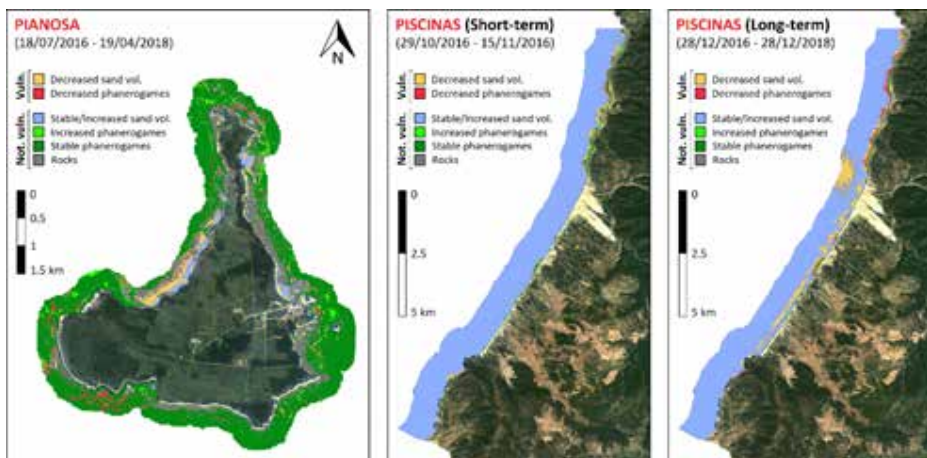 PIANOSA
(18/07/2016 - 19/04/2018)
N
Vuln.
Decreased sand vol.
Decreased phanerogames
Not. vuln.
Stable/Increased sand vol.
Increased phanerogames
Stable phanerogames
Rocks
0
0.5
1
1.5 km
PISCINAS (Short-term)
(29/10/2016 - 15/11/2016)
Vuln.
Decreased sand vol.
Decreased phanerogames
Not. vuln.
Stable/Increased sand vol.
Increased phanerogames
Stable phanerogames
Rocks
0
2.5
5 km
PISCINAS (Long-term)
(28/12/2016 - 28/12/2018)
Vuln.
Decreased sand vol.
Decreased phanerogames
Not. vuln.
Stable/Increased sand vol.
Increased phanerogames
Stable phanerogames
Rocks
0
2.5
5 km